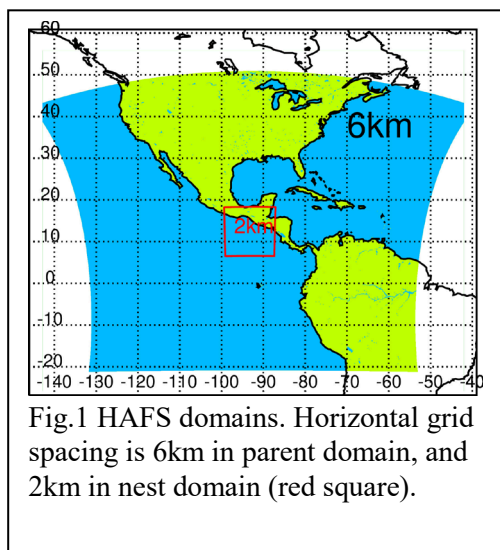 60
50
6km
40
30
20
2km
10
.0
-10
-20
-140 -130 -120 -110 -100 -90 -80 -70 -60 -50 -40
Fig.1 HAFS domains. Horizontal grid
spacing is 6km in parent domain, and
2km in nest domain (red square).